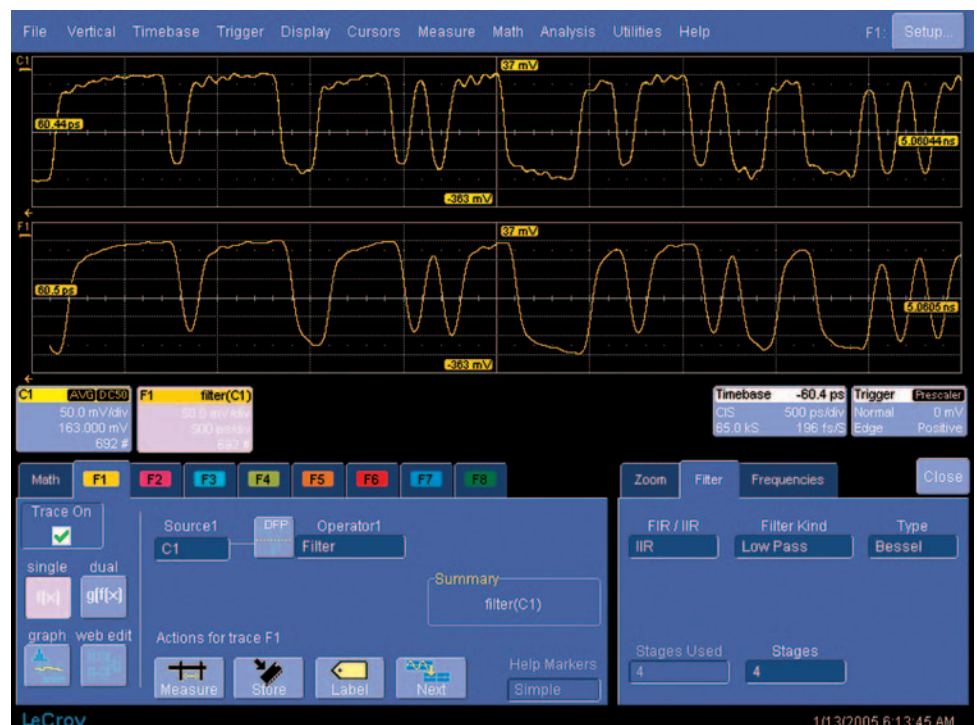 File Vertical Timebase Trigger Display Cursors Measure Math Analysis Utilities Help F1: Setup...
C1
37 mV
60.44ps
5.06044ns
-363 mV
F1
37 mV
60.5 ps
5.0605 ns
-363 mV
C1 AVG DC50
50.0 mV/div
163.000 mV
692 #
F1 filter(C1)
50.0 mV/div
500 ps/div
692 #
Timebase -60.4 ps
CIS 500 ps/div
65.0 kS 196 fs/S
Trigger Prescaler
Normal 0 mV
Edge Positive
Math F1 F2 F3 F4 F5 F6 F7 F8
Zoom Filter Frequencies Close
Trace On
Source1 DFP Operator1
C1 Filter
single dual
f(x) g(f(x)
Summary
filter(C1)
graph web edit
Actions for trace F1
Measure Store Label Next
Help Markers
Simple
FIR / IIR Filter Kind Type
IIR Low Pass Bessel
Stages Used Stages
4 4
LeCroy
1/13/2005 6:13:45 AM